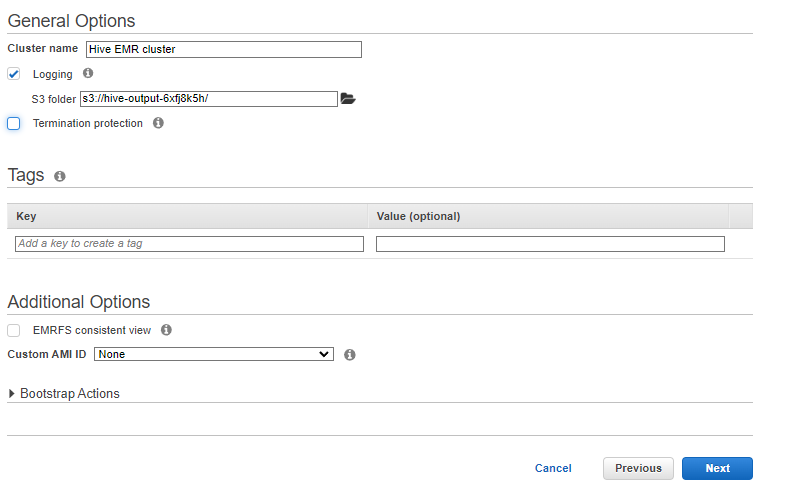 General Options
Cluster name Hive EMR cluster
Logging
S3 folder s3://hive-output-6xfj8k5h/
Termination protection
Tags
Key Value (optional)
Add a key to create a tag
Additional Options
EMRFS consistent view
Custom AMI ID None
Bootstrap Actions
Cancel Previous Next